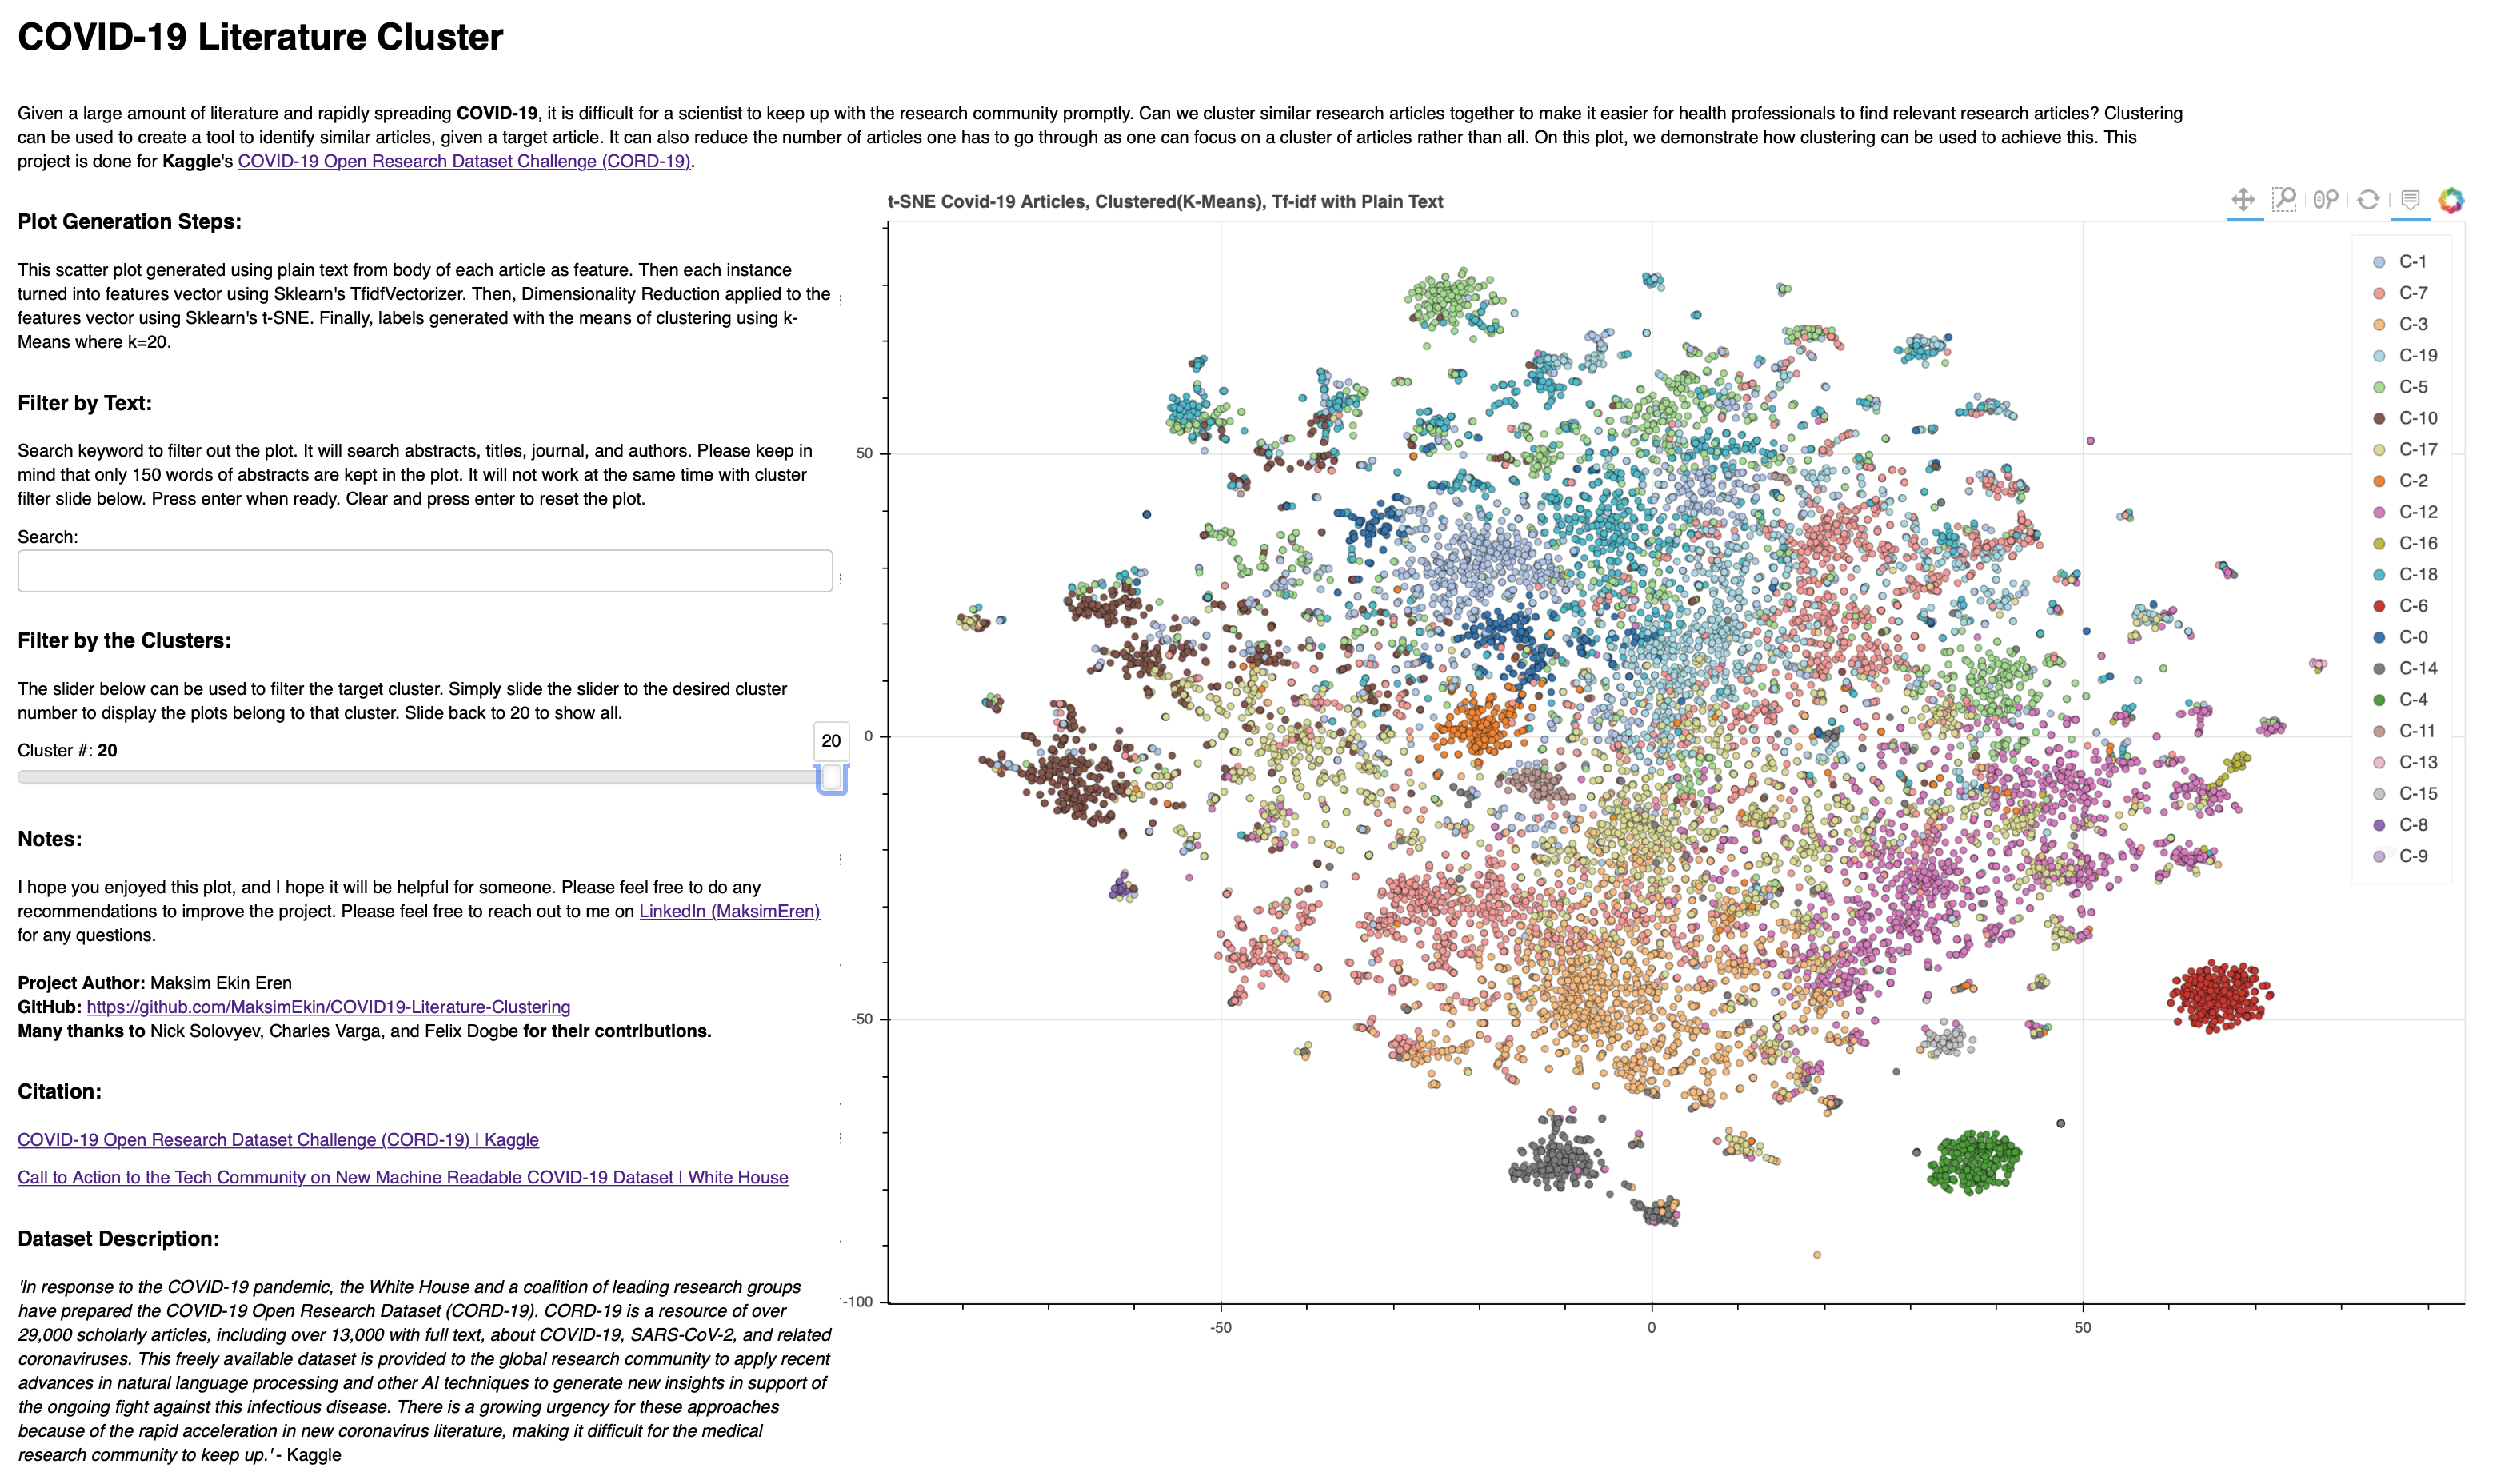 COVID-19 Literature Cluster
Given a large amount of literature and rapidly spreading COVID-19, it is difficult for a scientist to keep up with the research community promptly. Can we cluster similar research articles together to make it easier for health professionals to find relevant research articles? Clustering
can be used to create a tool to identify similar articles, given a target article. It can also reduce the number of articles one has to go through as one can focus on a cluster of articles rather than all. On this plot, we demonstrate how clustering can be used to achieve this. This
project is done for Kaggle's COVID-19 Open Research Dataset Challenge (CORD-19).
Plot Generation Steps:
This scatter plot generated using plain text from body of each article as feature. Then each instance
turned into features vector using Sklearn's TfidfVectorizer. Then, Dimensionality Reduction applied to the
features vector using Sklearn's t-SNE. Finally, labels generated with the means of clustering using k-
Means where k=20.
Filter by Text:
Search keyword to filter out the plot. It will search abstracts, titles, journal, and authors. Please keep in
mind that only 150 words of abstracts are kept in the plot. It will not work at the same time with cluster
filter slide below. Press enter when ready. Clear and press enter to reset the plot.
Search:
Filter by the Clusters:
The slider below can be used to filter the target cluster. Simply slide the slider to the desired cluster
number to display the plots belong to that cluster. Slide back to 20 to show all.
Cluster #: 20
20
Notes:
I hope you enjoyed this plot, and I hope it will be helpful for someone. Please feel free to do any
recommendations to improve the project. Please feel free to reach out to me on LinkedIn (MaksimEren)
for any questions.
Project Author: Maksim Ekin Eren
GitHub: https://github.com/MaksimEkin/COVID19-Literature-Clustering
Many thanks to Nick Solovyev, Charles Varga, and Felix Dogbe for their contributions.
Citation:
COVID-19 Open Research Dataset Challenge (CORD-19) | Kaggle
Call to Action to the Tech Community on New Machine Readable COVID-19 Dataset | White House
Dataset Description:
'In response to the COVID-19 pandemic, the White House and a coalition of leading research groups
have prepared the COVID-19 Open Research Dataset (CORD-19). CORD-19 is a resource of over
29,000 scholarly articles, including over 13,000 with full text, about COVID-19, SARS-CoV-2, and related
coronaviruses. This freely available dataset is provided to the global research community to apply recent
advances in natural language processing and other AI techniques to generate new insights in support of
the ongoing fight against this infectious disease. There is a growing urgency for these approaches
because of the rapid acceleration in new coronavirus literature, making it difficult for the medical
research community to keep up.' - Kaggle
t-SNE Covid-19 Articles, Clustered(K-Means), Tf-idf with Plain Text
50
0
-50
-100
-50
0
50
C-1
C-7
C-3
C-19
C-5
C-10
C-17
C-2
C-12
C-16
C-18
C-6
C-0
C-14
C-4
C-11
C-13
C-15
C-8
C-9